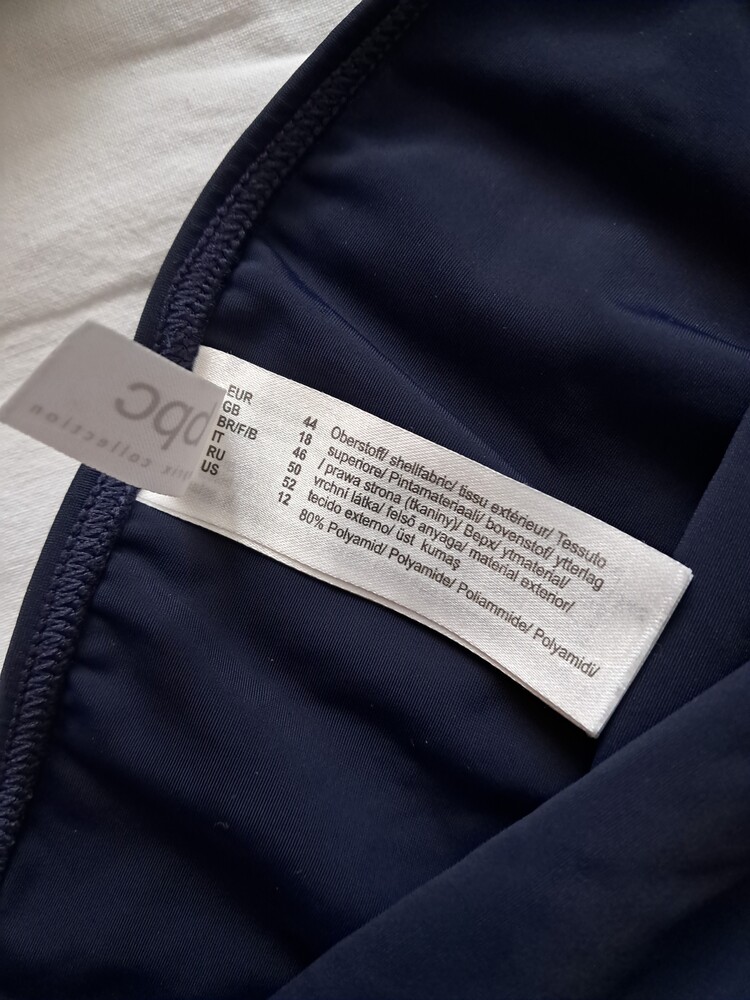 bpc
collection
EUR 44
GB 18
BR/F/B 46
IT 50
RU 52
US 12
Oberstoff/ shellfabric/ tissu extérieur/ Tessuto
superiore/ Pintamateriaali/ bovenstof/ ytterlag
/ prawa strona (tkaniny)/ Верх/ ytmaterial/
vrchní látka/ felső anyaga/ material exterior/
tecido externo/ üst kumaş
80% Polyamid/ Polyamide/ Poliammide/ Polyamidi/